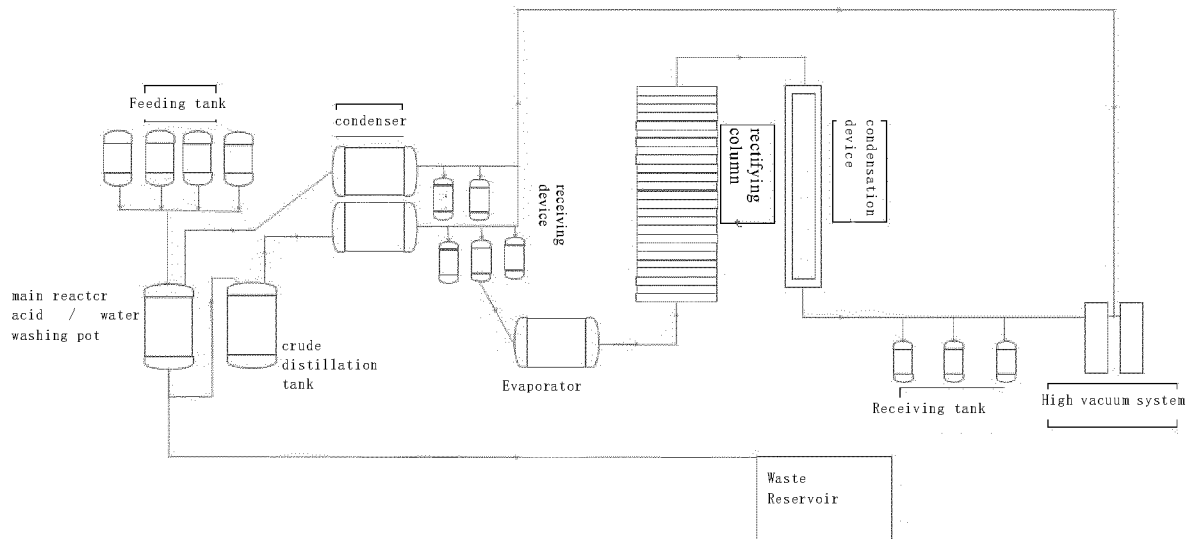 Feeding tank
condenser
rectifying
column
condensation
device
receiving
device
main reactor
acid / water
washing pot
crude
distillation
tank
Evaporator
Receiving tank
High vacuum system
Waste
Reservoir